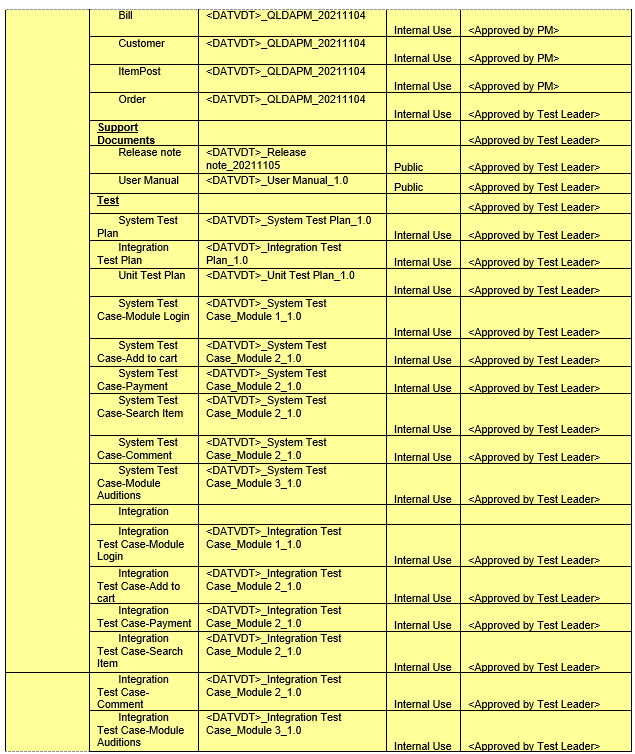 Bill <DATVDT>_QLDAPM_20211104 Internal Use <Approved by PM>
Customer <DATVDT>_QLDAPM_20211104 Internal Use <Approved by PM>
ItemPost <DATVDT>_QLDAPM_20211104 Internal Use <Approved by PM>
Order <DATVDT>_QLDAPM_20211104 Internal Use <Approved by Test Leader>
Support
Documents <Approved by Test Leader>
Release note <DATVDT>_Release
note_20211105 Public <Approved by Test Leader>
User Manual <DATVDT>_User Manual_1.0 Public <Approved by Test Leader>
Test <Approved by Test Leader>
System Test <DATVDT>_System Test Plan_1.0
Plan Internal Use <Approved by Test Leader>
Integration <DATVDT>_Integration Test
Test Plan Plan_1.0 Internal Use <Approved by Test Leader>
Unit Test Plan <DATVDT>_Unit Test Plan_1.0 Internal Use <Approved by Test Leader>
System Test <DATVDT>_System Test
Case-Module Login Case_Module 1_1.0 Internal Use <Approved by Test Leader>
System Test <DATVDT>_System Test
Case-Add to cart Case_Module 2_1.0 Internal Use <Approved by Test Leader>
System Test <DATVDT>_System Test
Case-Payment Case_Module 2_1.0 Internal Use <Approved by Test Leader>
System Test <DATVDT>_System Test
Case-Search Item Case_Module 2_1.0 Internal Use <Approved by Test Leader>
System Test <DATVDT>_System Test
Case-Comment Case_Module 2_1.0 Internal Use <Approved by Test Leader>
System Test <DATVDT>_System Test
Case-Module Case_Module 3_1.0
Auditions Internal Use <Approved by Test Leader>
Integration
Integration <DATVDT>_Integration Test
Test Case-Module Case_Module 1_1.0
Login Internal Use <Approved by Test Leader>
Integration <DATVDT>_Integration Test
Test Case-Add to Case_Module 2_1.0
cart Internal Use <Approved by Test Leader>
Integration <DATVDT>_Integration Test
Test Case-Payment Case_Module 2_1.0 Internal Use <Approved by Test Leader>
Integration <DATVDT>_Integration Test
Test Case-Search Case_Module 2_1.0
Item Internal Use <Approved by Test Leader>
Integration <DATVDT>_Integration Test
Test Case- Case_Module 2_1.0
Comment Internal Use <Approved by Test Leader>
Integration <DATVDT>_Integration Test
Test Case-Module Case_Module 3_1.0
Auditions Internal Use <Approved by Test Leader>